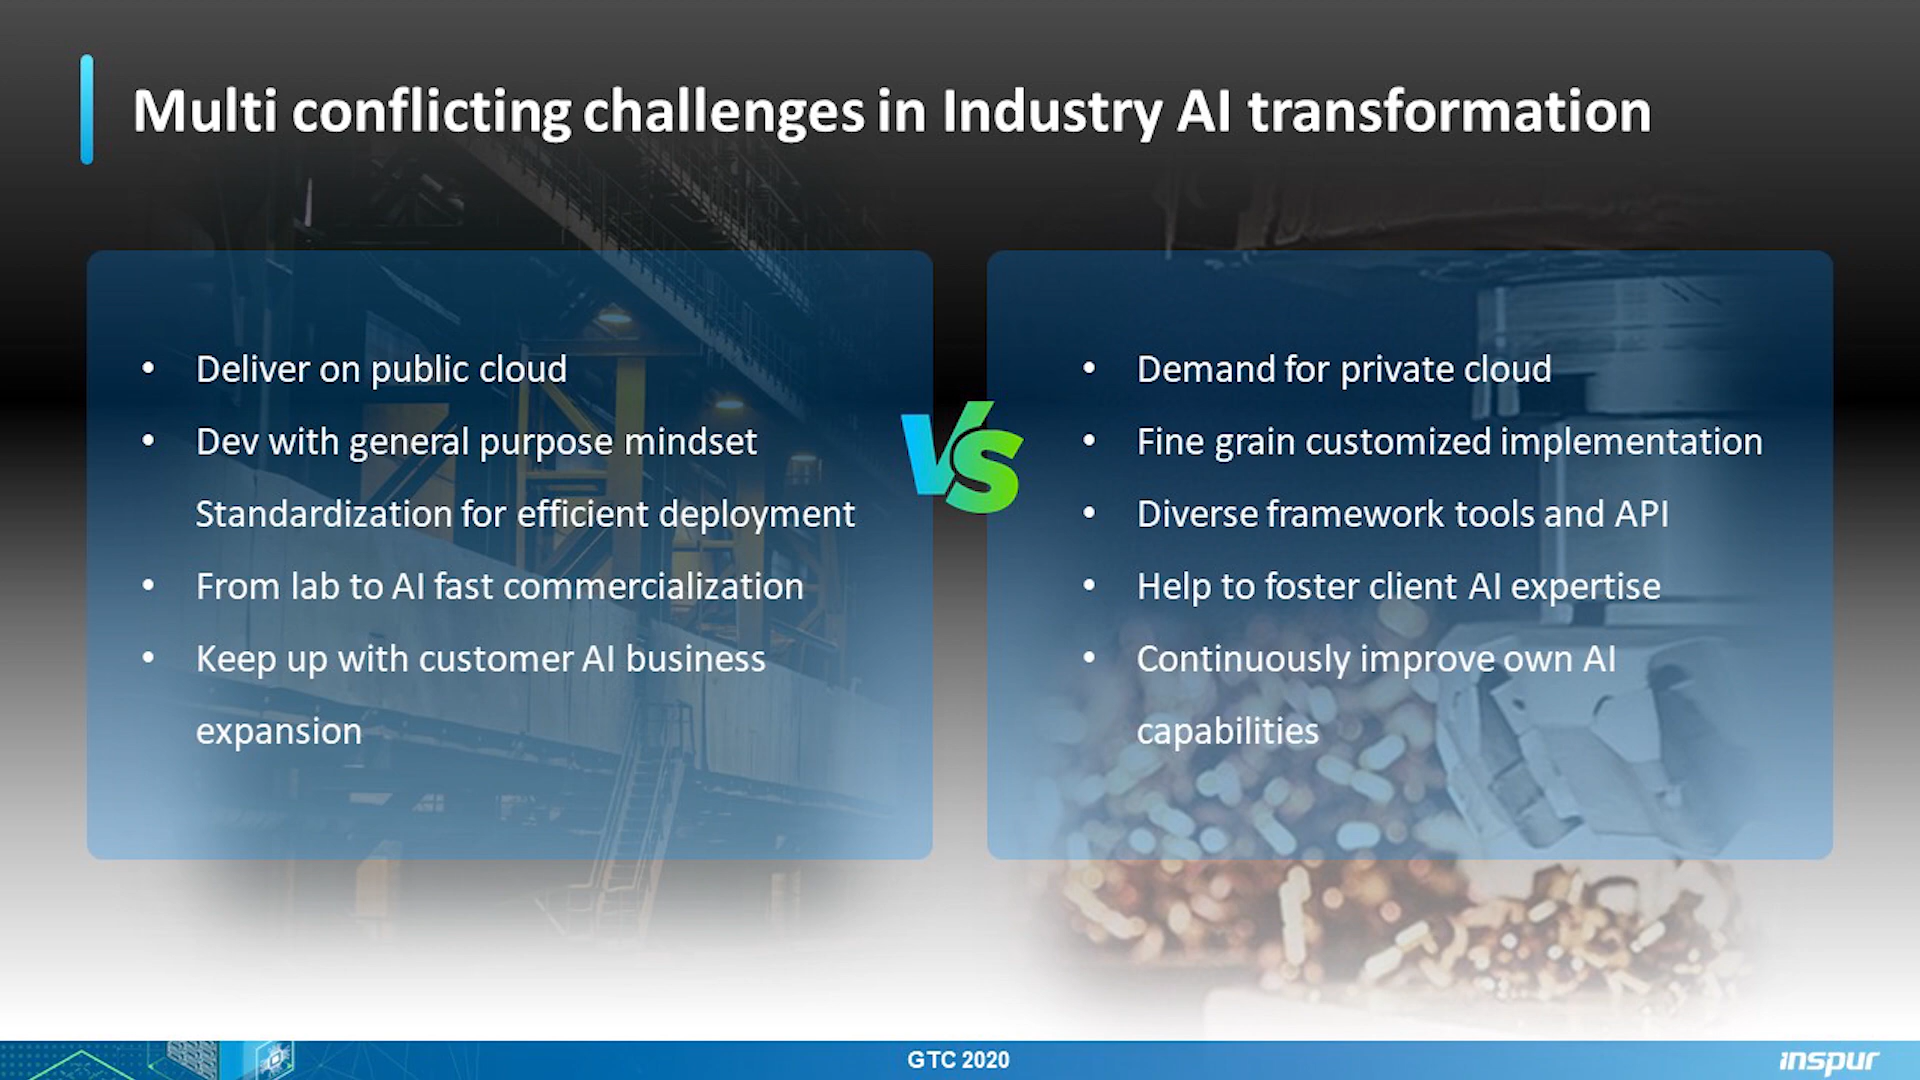 Multi conflicting challenges in Industry AI transformation
• Deliver on public cloud
• Dev with general purpose mindset
Standardization for efficient deployment
• From lab to AI fast commercialization
• Keep up with customer AI business
expansion
VS
• Demand for private cloud
• Fine grain customized implementation
• Diverse framework tools and API
• Help to foster client AI expertise
• Continuously improve own AI
capabilities
GTC 2020
inspur